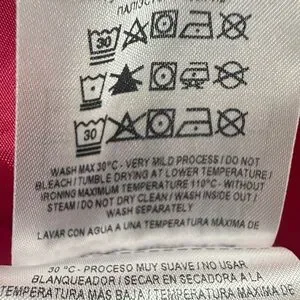 30
30
WASH MAX 30°C - VERY MILD PROCESS / DO NOT
BLEACH / TUMBLE DRYING AT LOWER TEMPERATURE /
IRONING MAXIMUM TEMPERATURE 110°C - WITHOUT
STEAM / DO NOT DRY CLEAN / WASH INSIDE OUT /
WASH SEPARATELY
LAVAR CON AGUA A UNA TEMPERATURA MÁXIMA DE
30 °C - PROCESO MUY SUAVE / NO USAR
BLANQUEADOR / SECAR EN SECADORA A LA
TEMPERATURA MÁS BAJA / TEMPERATURA MÁXIMA DE